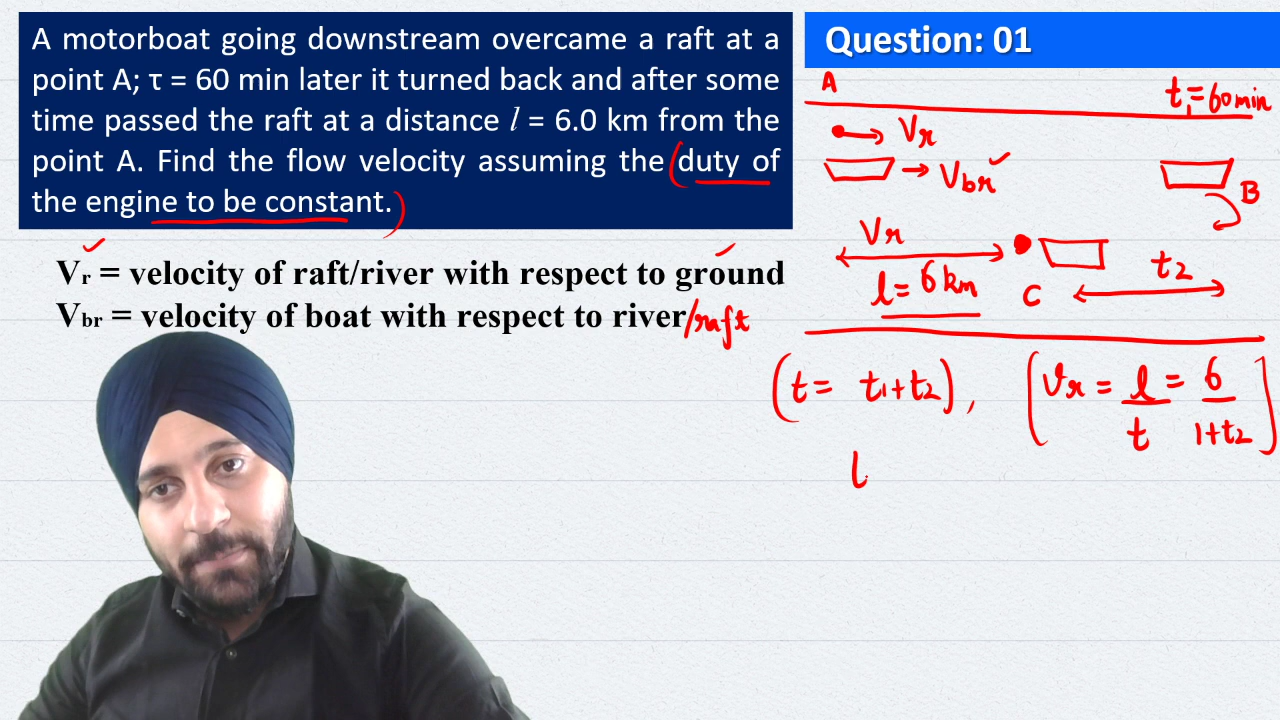 A motorboat going downstream overcame a raft at a
point A; τ = 60 min later it turned back and after some
time passed the raft at a distance l = 6.0 km from the
point A. Find the flow velocity assuming the (duty of
the engine to be constant.)
Question: 01
A
t₁ = 60 min
Vr
Vbr
B
Vr
l = 6 km
C
t2
Vr = velocity of raft/river with respect to ground
Vbr = velocity of boat with respect to river/raft
(t = t1+t2), [Vr = l/t = 6/1+t2]
l